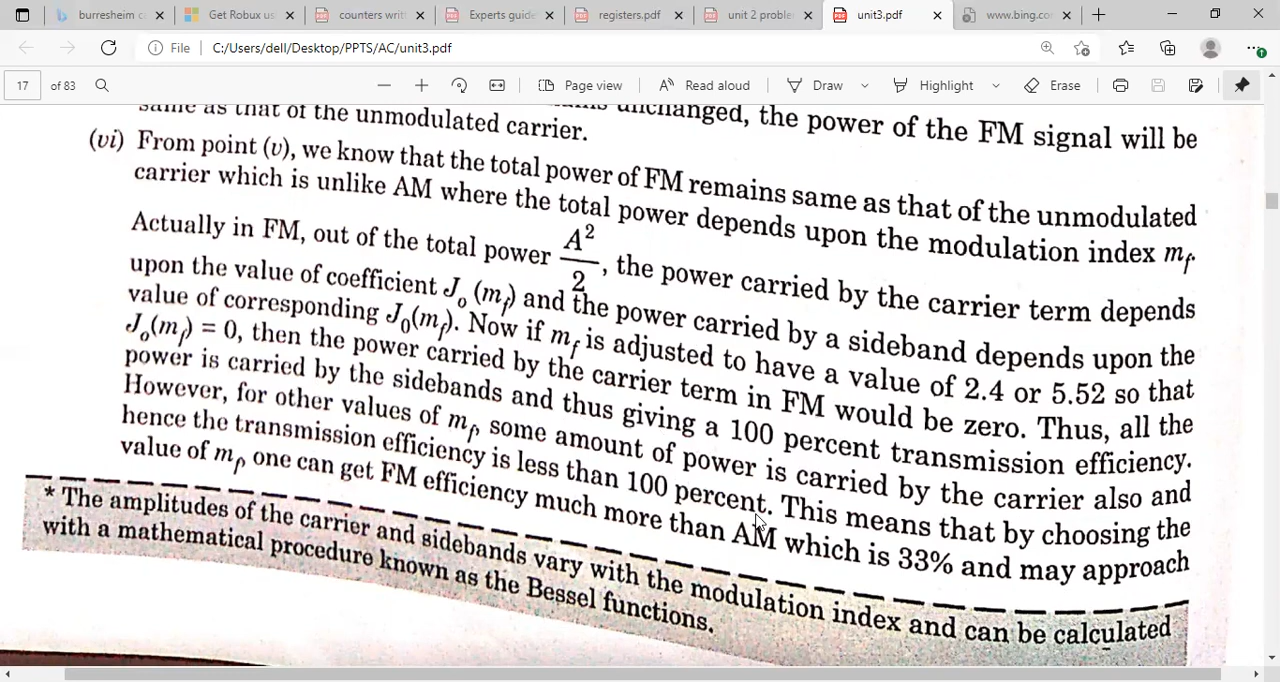 burresheim c
Get Robux u
counters writ
Experts guide
registers.pdf
unit 2 proble
unit3.pdf
www.bing.co
File
C:/Users/dell/Desktop/PPTS/AC/unit3.pdf
17 of 83
Page view
Read aloud
Draw
Highlight
Erase
unchanged, the power of the FM signal will be
same as that of the unmodulated carrier.
(vi) From point (v), we know that the total power of FM remains same as that of the unmodulated
carrier which is unlike AM where the total power depends upon the modulation index mf.
Actually in FM, out of the total power A²/2, the power carried by the carrier term depends
upon the value of coefficient Jo (mf) and the power carried by a sideband depends upon the
value of corresponding J0(mf). Now if mf is adjusted to have a value of 2.4 or 5.52 so that
Jo(mf) = 0, then the power carried by the carrier term in FM would be zero. Thus, all the
power is carried by the sidebands and thus giving a 100 percent transmission efficiency.
However, for other values of mf, some amount of power is carried by the carrier also and
hence the transmission efficiency is less than 100 percent. This means that by choosing the
value of mf, one can get FM efficiency much more than AM which is 33% and may approach
* The amplitudes of the carrier and sidebands vary with the modulation index and can be calculated
with a mathematical procedure known as the Bessel functions.